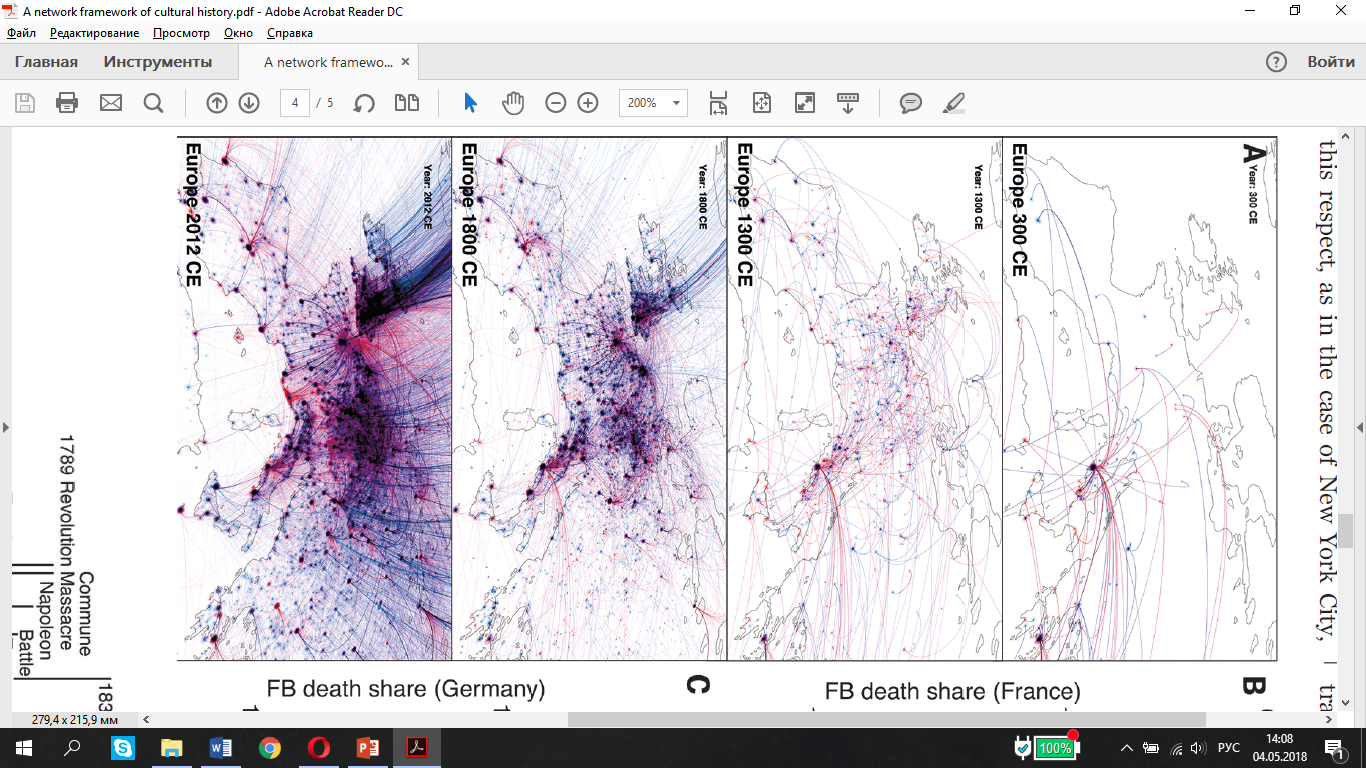 A network framework of cultural history.pdf - Adobe Acrobat Reader DC
Файл Редактирование Просмотр Окно Справка
Главная Инструменты A network framewo... × Войти
4 / 5 200%
this respect, as in the case of New York City,
tra
A
Year: 300 CE
Europe 300 CE
Year: 1300 CE
Europe 1300 CE
Year: 1800 CE
Europe 1800 CE
Year: 2012 CE
Europe 2012 CE
B
FB death share (France)
C
FB death share (Germany)
1789 Revolution Massacre
Commune
Napoleon
Battle
183
279,4 x 215,9 мм
100% РУС 14:08
04.05.2018
1